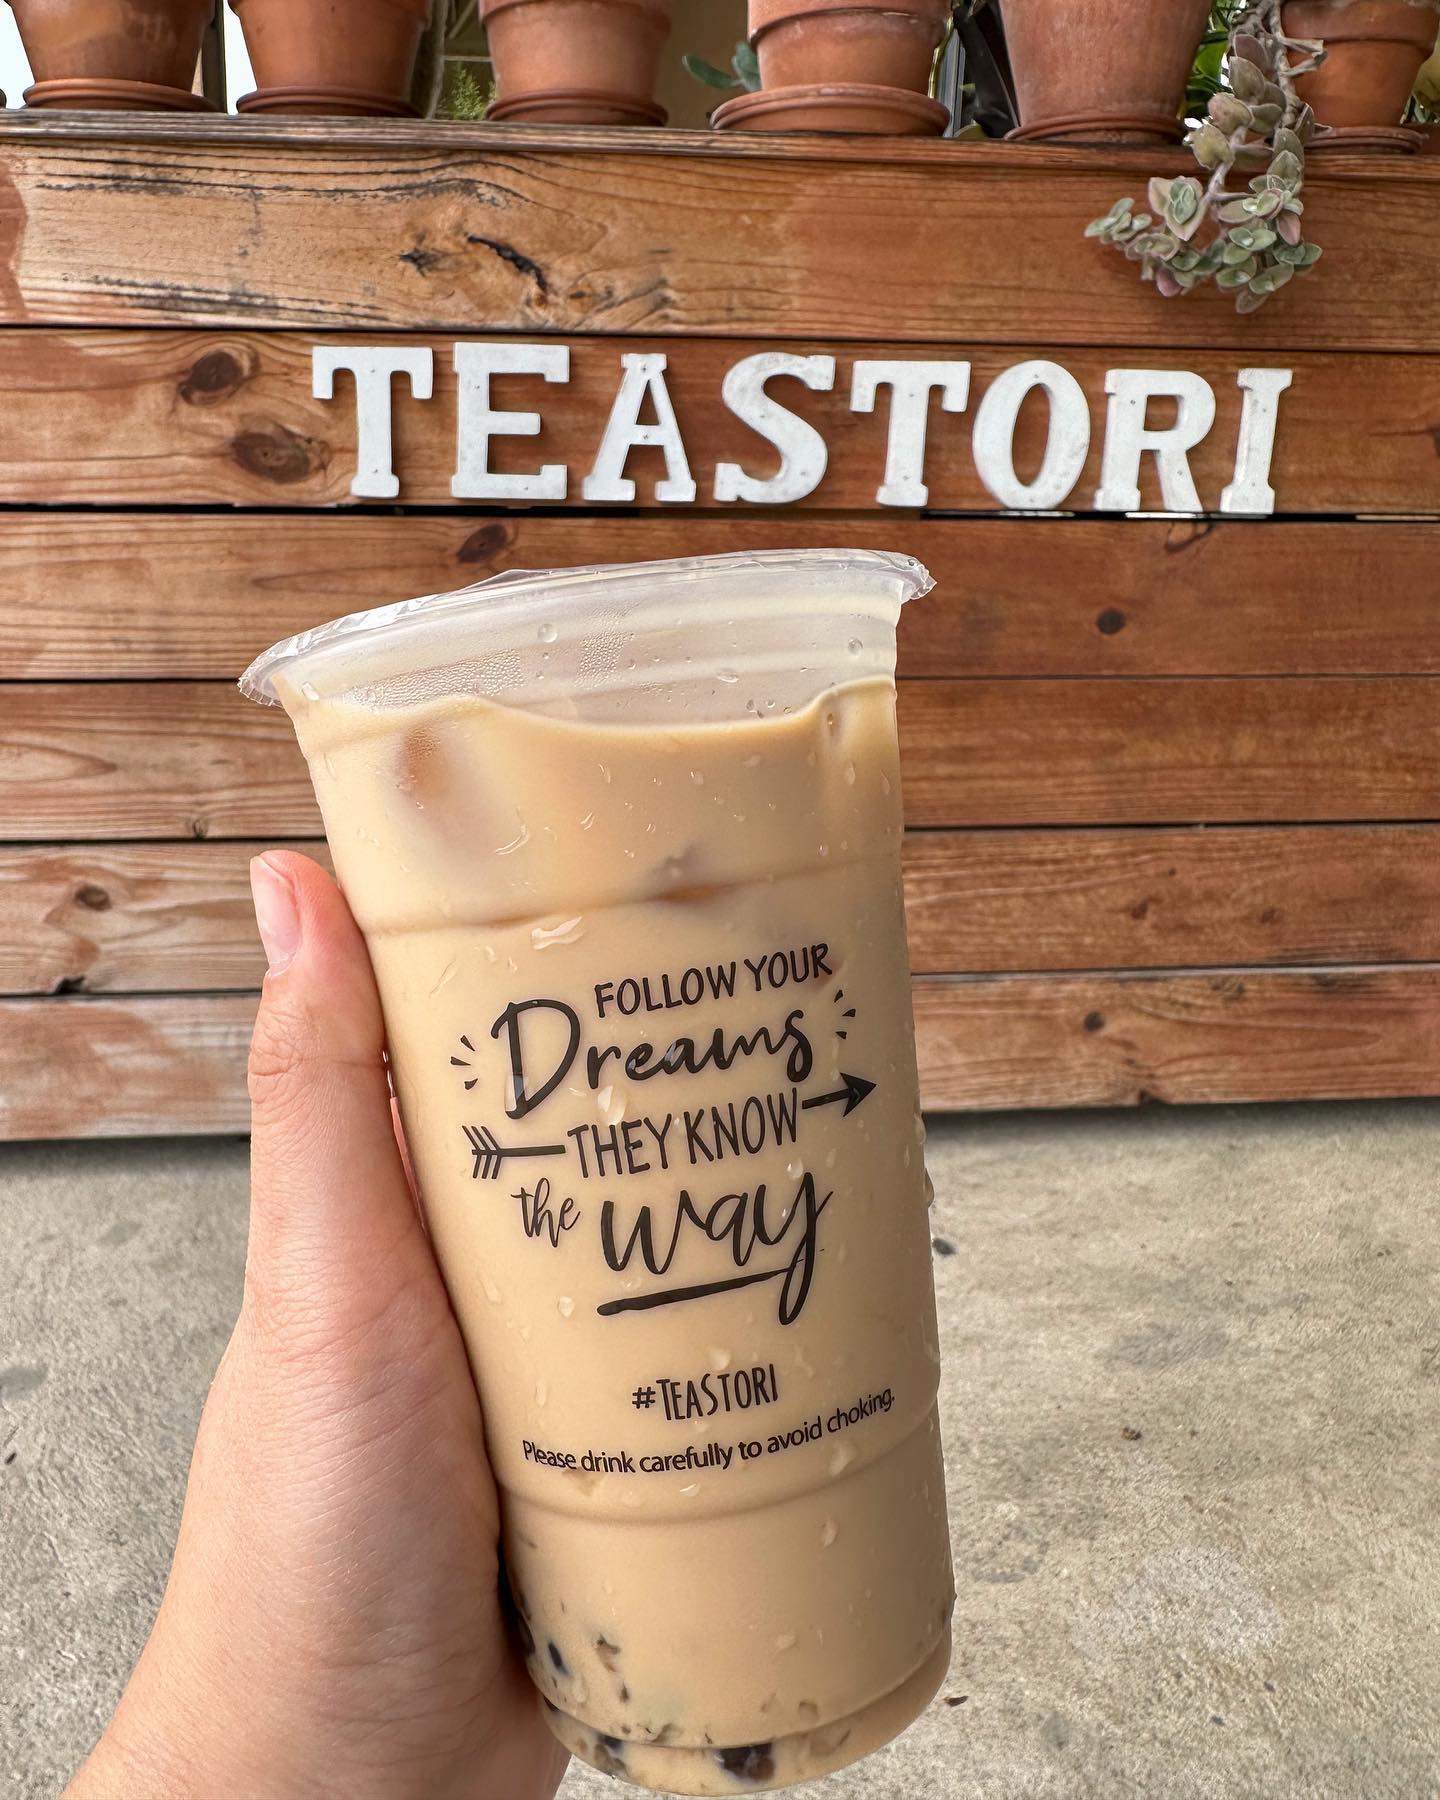 TEASTORI
FOLLOW YOUR
Dreams
THEY KNOW
the way
#TEASTORI
Please drink carefully to avoid choking.